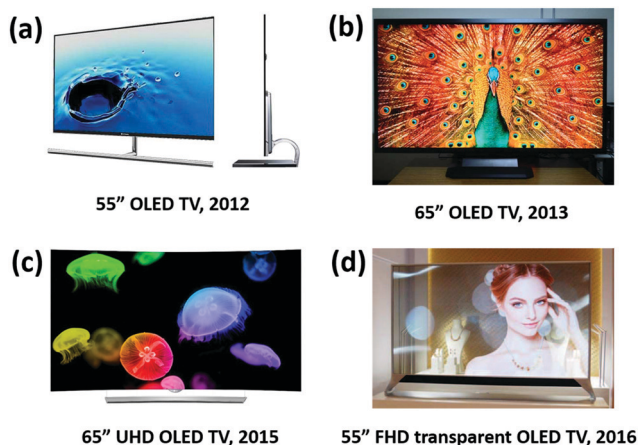 (a)
(b)
55” OLED TV, 2012
65” OLED TV, 2013
(c)
(d)
65” UHD OLED TV, 2015
55” FHD transparent OLED TV, 2016